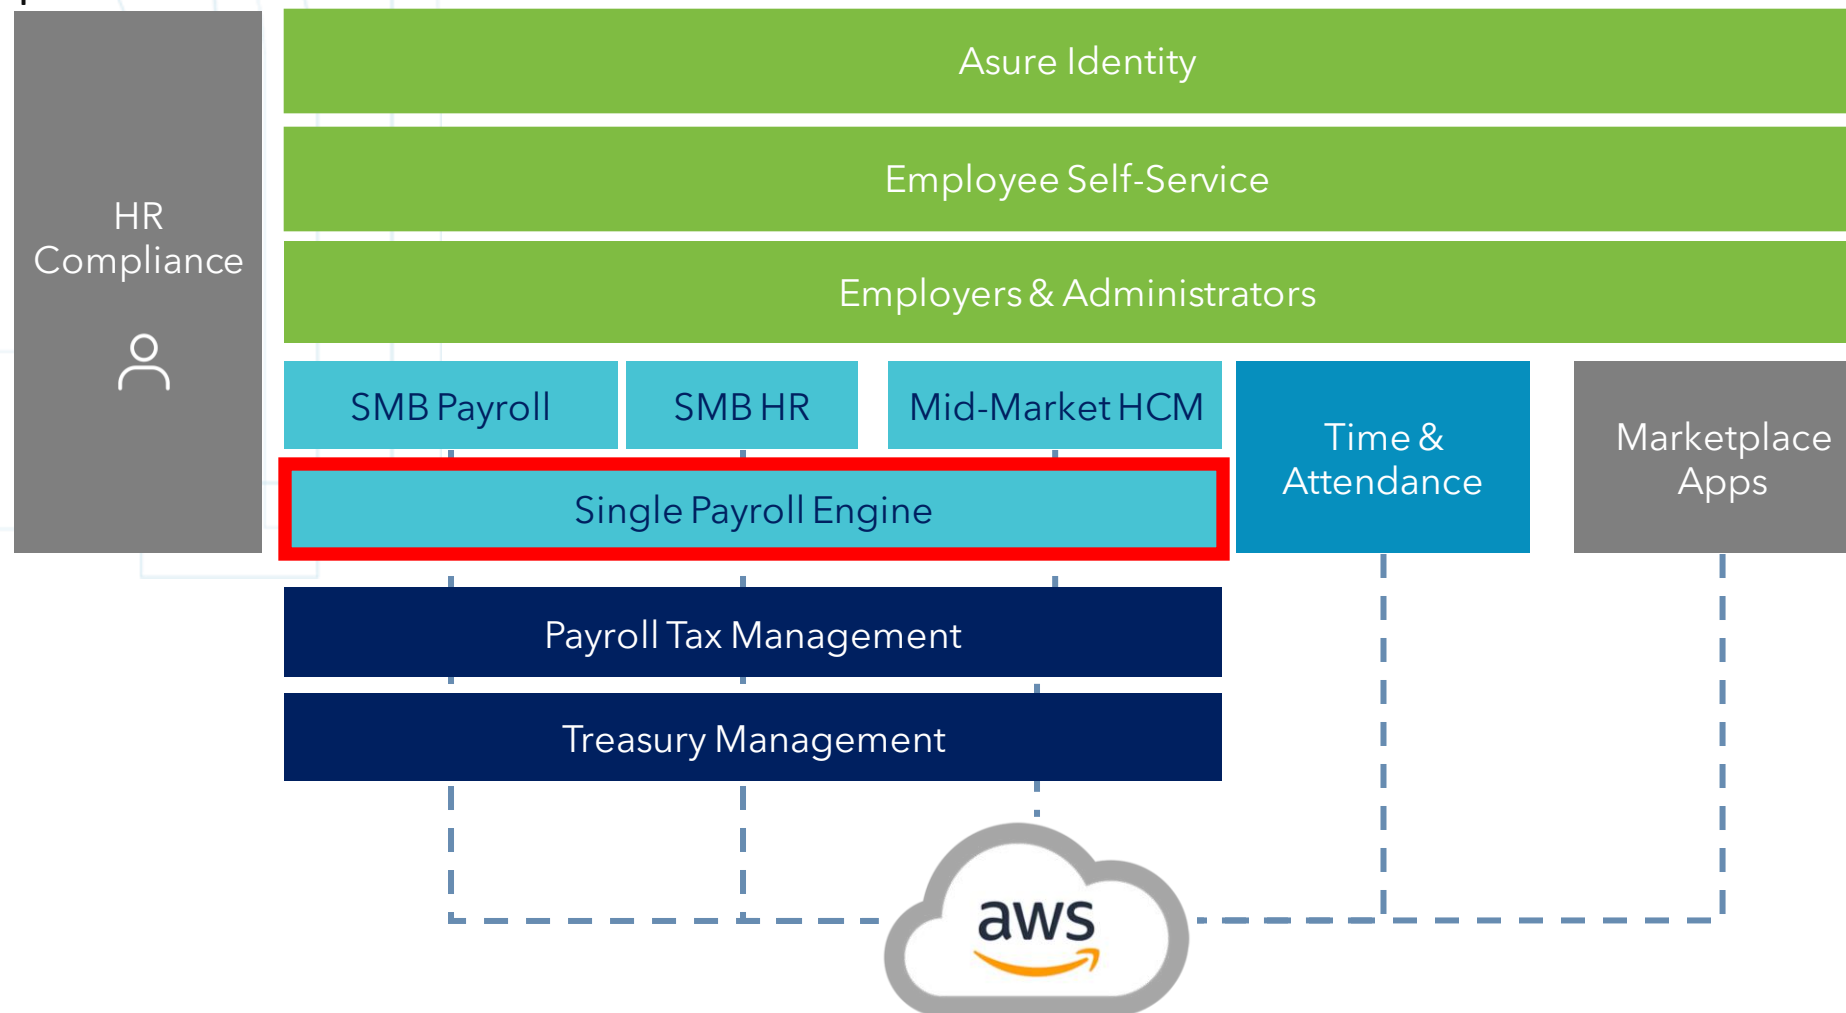 Asure Identity
Employee Self-Service
Employers & Administrators
HR
Compliance
SMB Payroll
SMB HR
Mid-Market HCM
Time &
Attendance
Marketplace
Apps
Single Payroll Engine
Payroll Tax Management
Treasury Management
aws